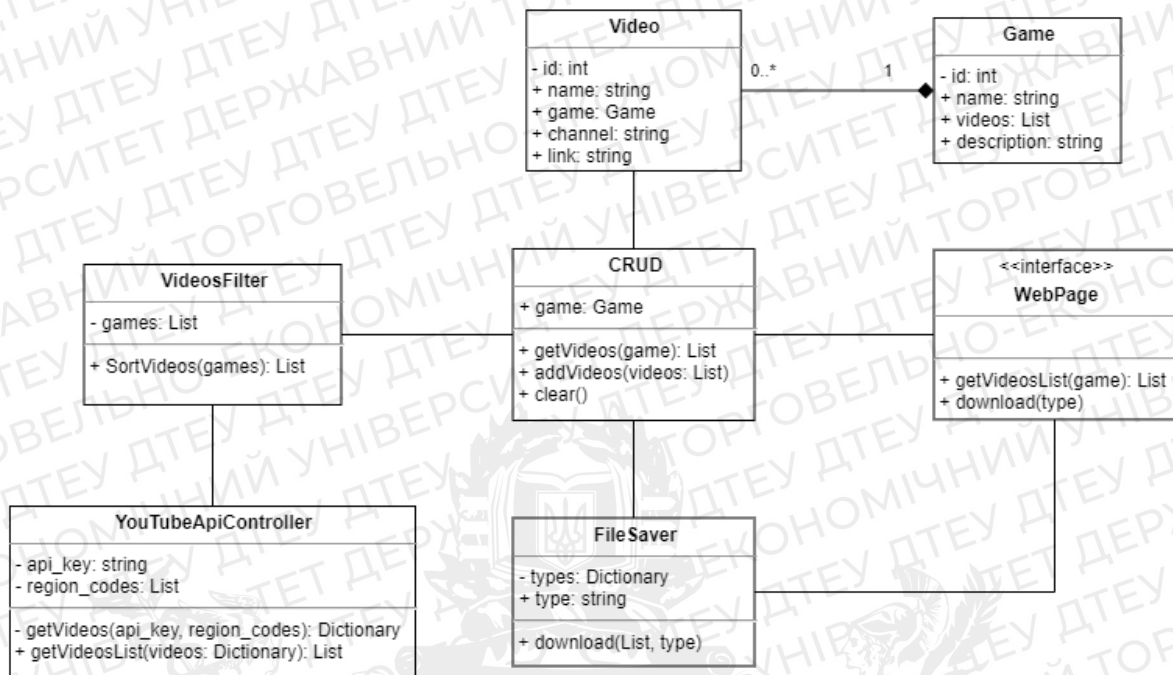 Video
- id: int
+ name: string
+ game: Game
+ channel: string
+ link: string
0..*
1
Game
- id: int
+ name: string
+ videos: List
+ description: string
VideosFilter
- games: List
+ SortVideos(games): List
CRUD
+ game: Game
+ getVideos(game): List
+ addVideos(videos: List)
+ clear()
<<interface>>
WebPage
+ getVideosList(game): List
+ download(type)
YouTubeApiController
- api_key: string
- region_codes: List
- getVideos(api_key, region_codes): Dictionary
+ getVideosList(videos: Dictionary): List
FileSaver
- types: Dictionary
+ type: string
+ download(List, type)